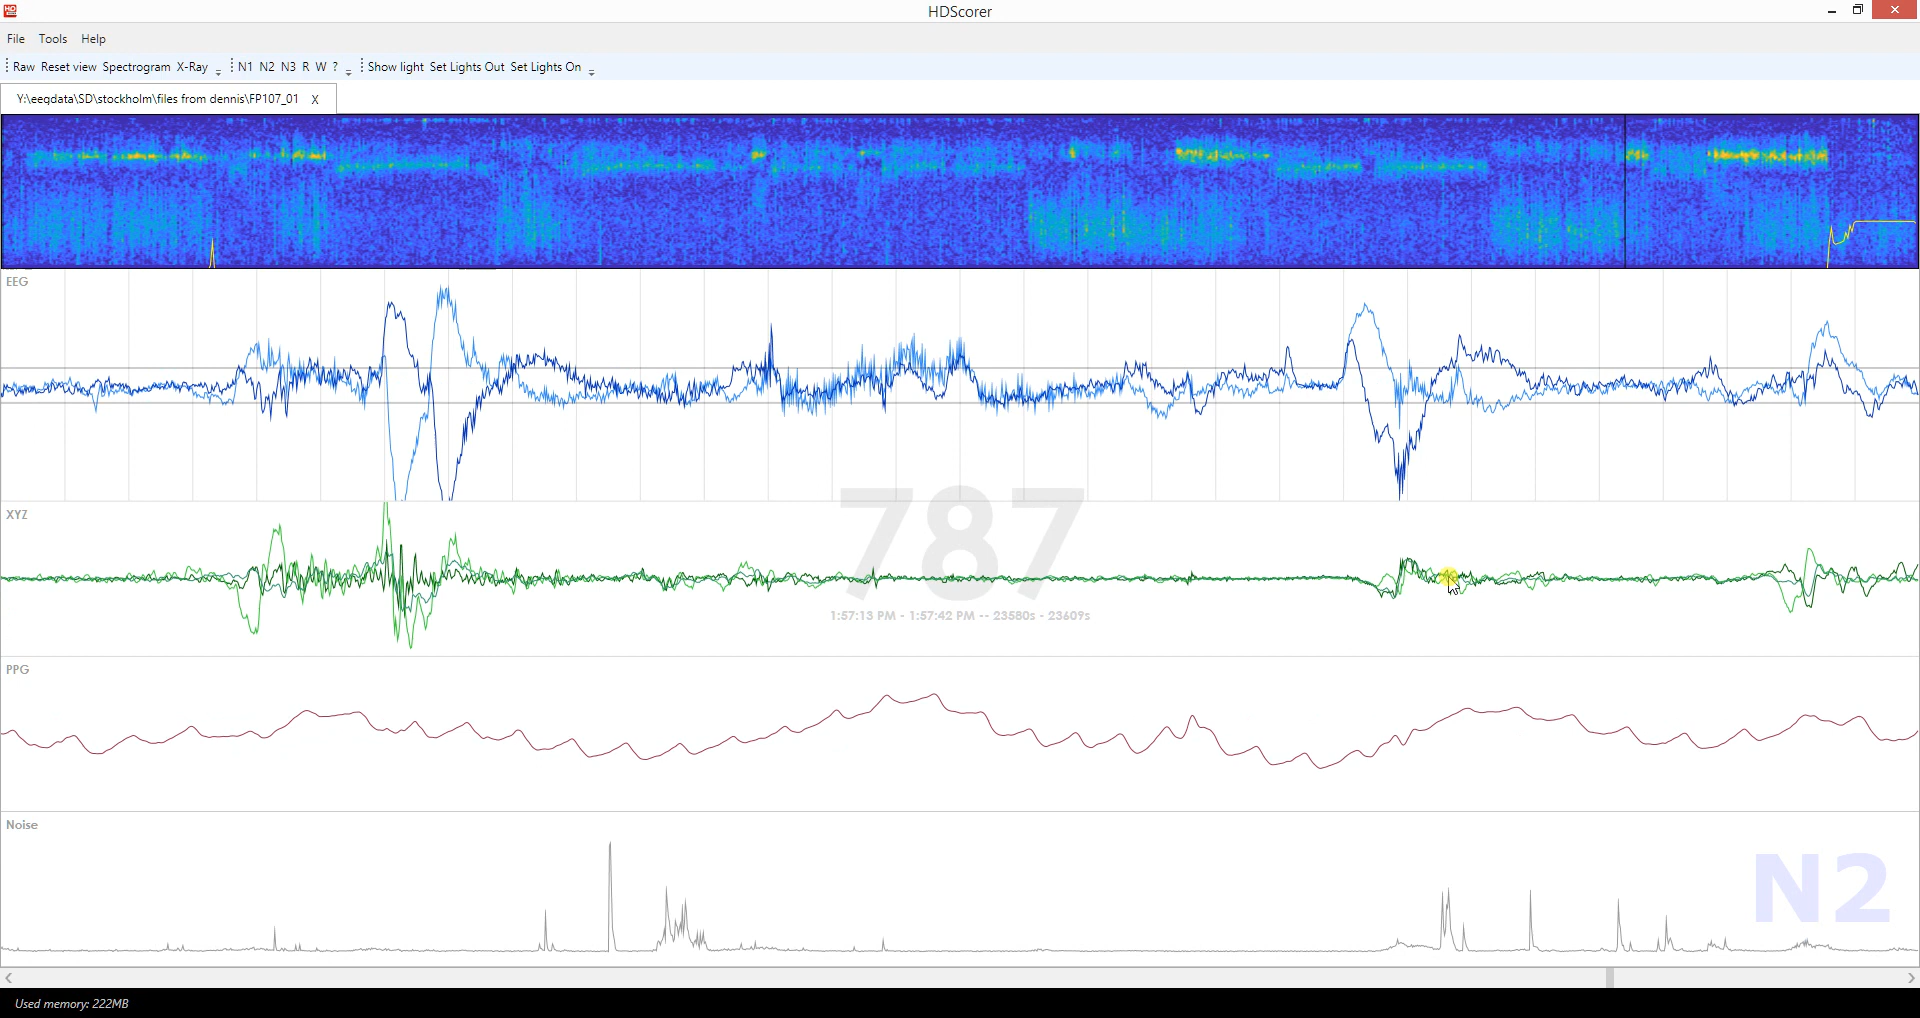 HDScorer
File Tools Help
Raw Reset view Spectrogram X-Ray N1 N2 N3 R W ? Show light Set Lights Out Set Lights On
Y:\eeqdata\SD\stockholm\files from dennis\FP107_01 X
EEG
XYZ
787
1:57:13 PM - 1:57:42 PM -- 23580s - 23609s
PPG
Noise
N2
Used memory: 222MB